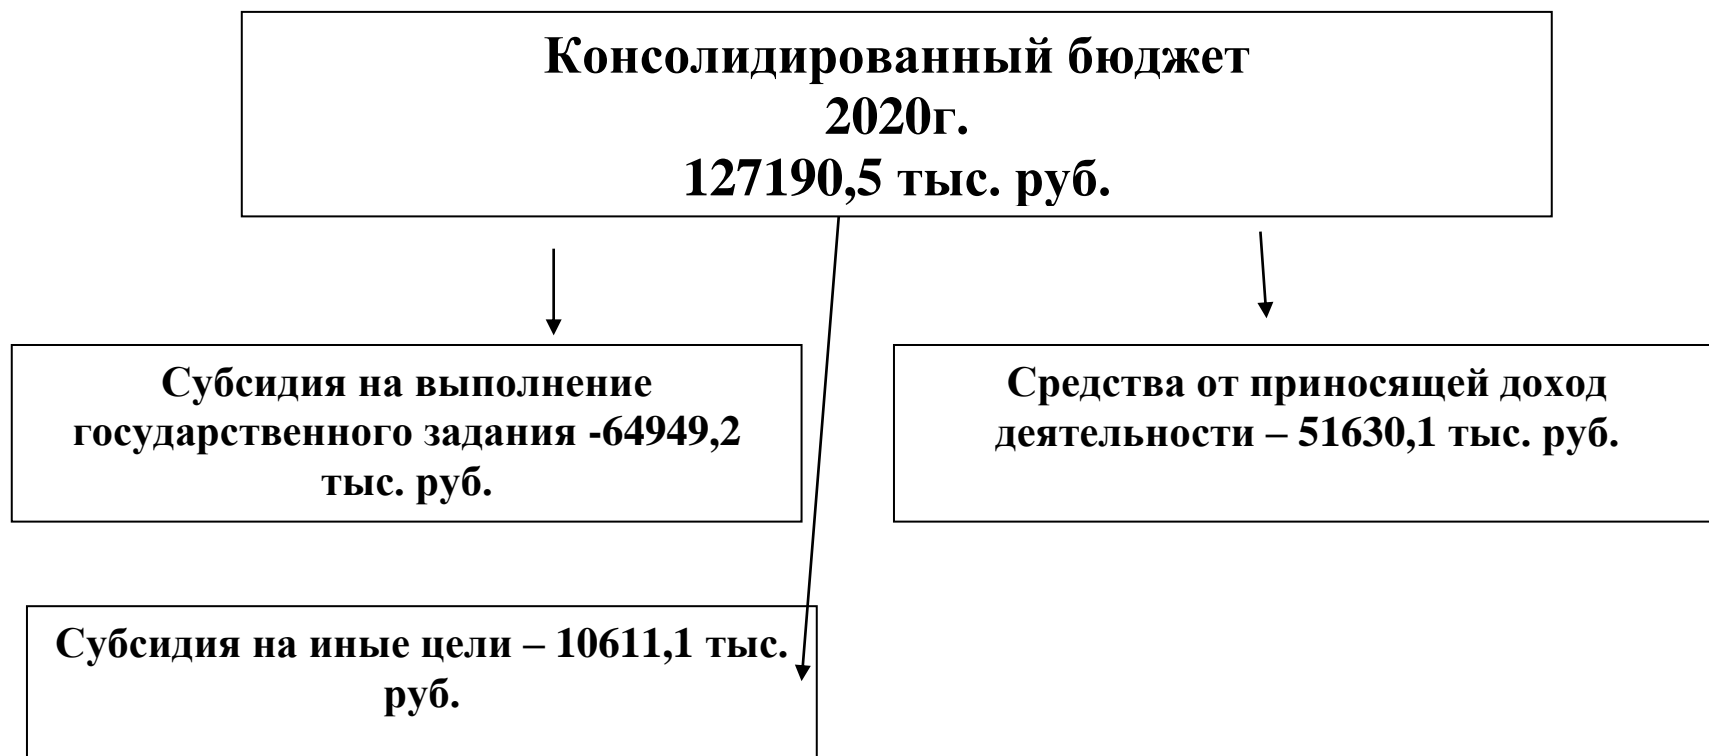 Консолидированный бюджет
2020г.
127190,5 тыс. руб.
Субсидия на выполнение
государственного задания -64949,2
тыс. руб.
Средства от приносящей доход
деятельности – 51630,1 тыс. руб.
Субсидия на иные цели – 10611,1 тыс.
руб.